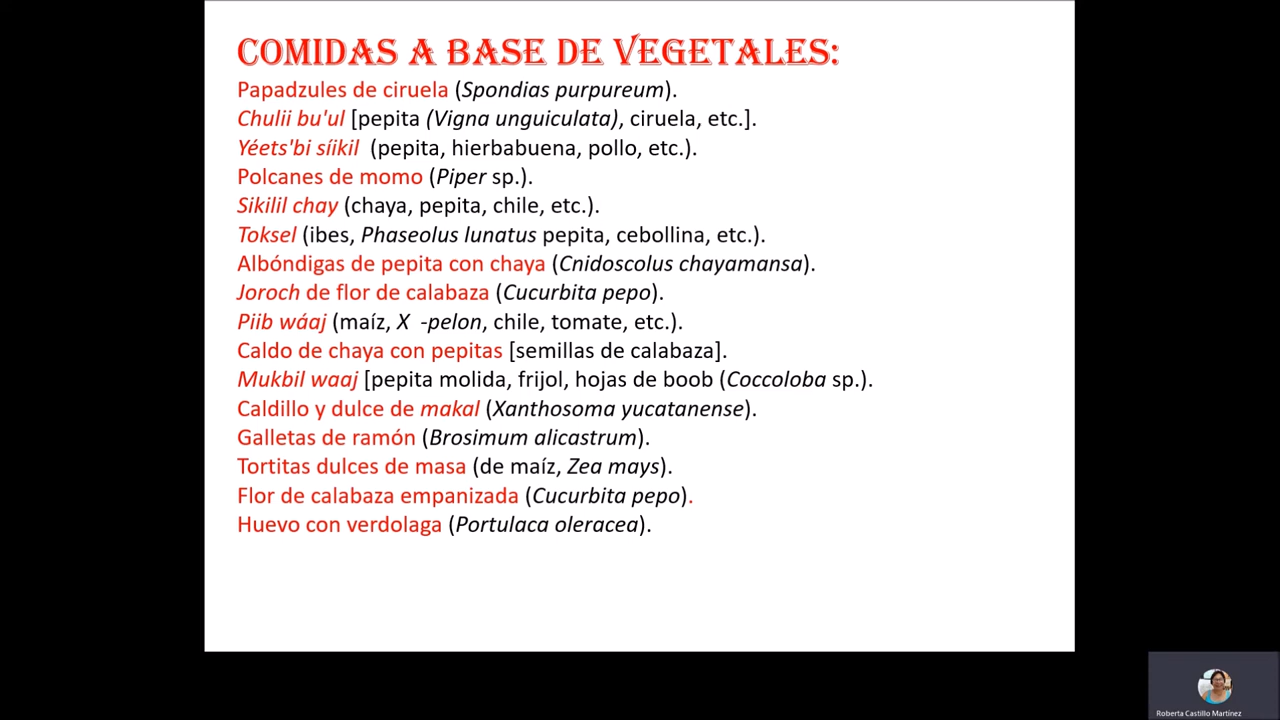 COMIDAS A BASE DE VEGETALES:
Papadzules de ciruela (Spondias purpureum).
Chulii bu'ul [pepita (Vigna unguiculata), ciruela, etc.].
Yéets'bi síikil (pepita, hierbabuena, pollo, etc.).
Polcanes de momo (Piper sp.).
Sikilil chay (chaya, pepita, chile, etc.).
Toksel (ibes, Phaseolus lunatus pepita, cebollina, etc.).
Albóndigas de pepita con chaya (Cnidoscolus chayamansa).
Joroch de flor de calabaza (Cucurbita pepo).
Piib wáaj (maíz, X -pelon, chile, tomate, etc.).
Caldo de chaya con pepitas [semillas de calabaza].
Mukbil waaj [pepita molida, frijol, hojas de boob (Coccoloba sp.).
Caldillo y dulce de makal (Xanthosoma yucatanense).
Galletas de ramón (Brosimum alicastrum).
Tortitas dulces de masa (de maíz, Zea mays).
Flor de calabaza empanizada (Cucurbita pepo).
Huevo con verdolaga (Portulaca oleracea).
Roberta Castillo Martínez